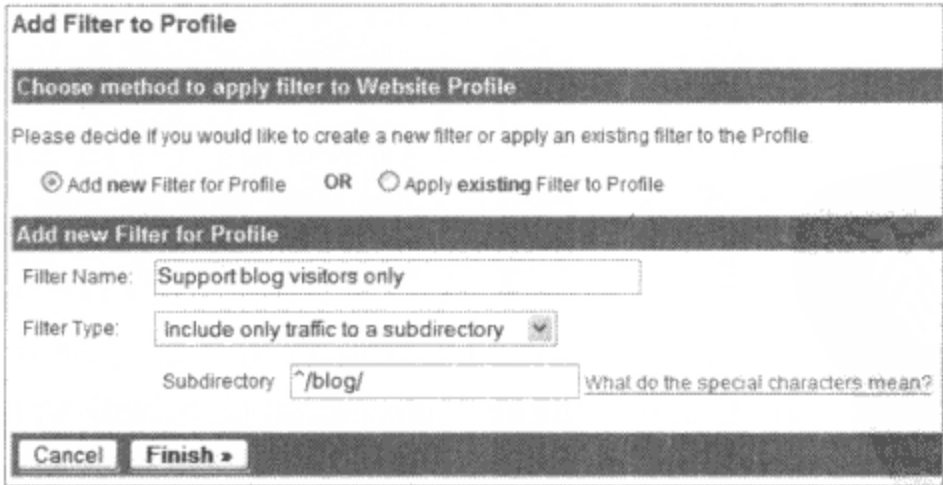 Add Filter to Profile
Choose method to apply filter to Website Profile
Please decide if you would like to create a new filter or apply an existing filter to the Profile
Add new Filter for Profile OR Apply existing Filter to Profile
Add new Filter for Profile
Filter Name: Support blog visitors only
Filter Type: Include only traffic to a subdirectory
Subdirectory ^/blog/ What do the special characters mean?
Cancel Finish »